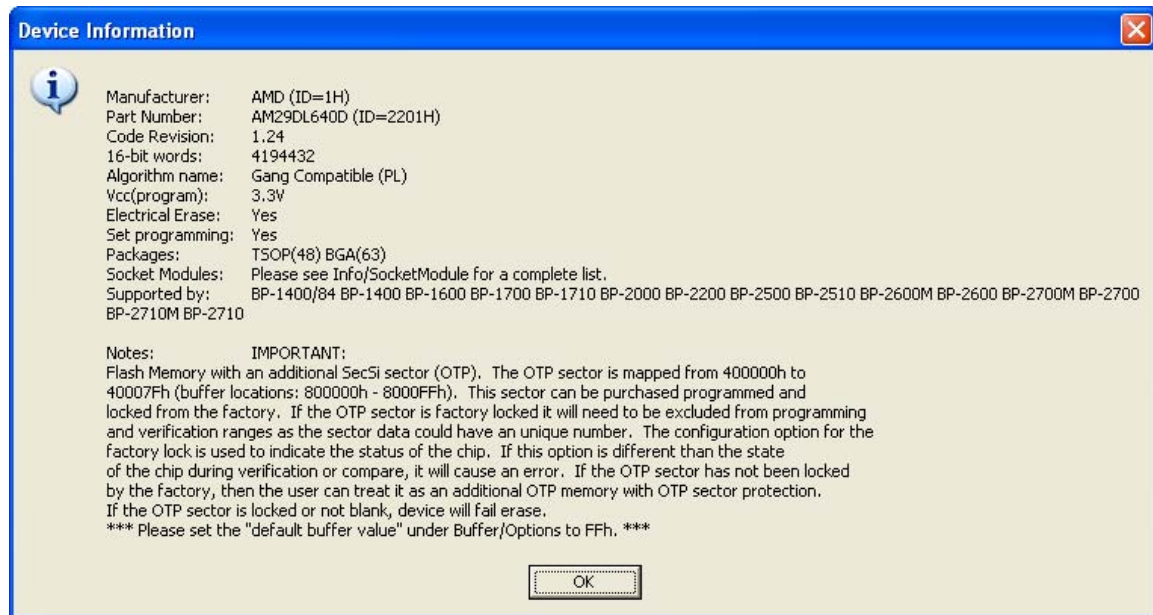 Device Information
Manufacturer: AMD (ID=1H)
Part Number: AM29DL640D (ID=2201H)
Code Revision: 1.24
16-bit words: 4194432
Algorithm name: Gang Compatible (PL)
Vcc(program): 3.3V
Electrical Erase: Yes
Set programming: Yes
Packages: TSOP(48) BGA(63)
Socket Modules: Please see Info/SocketModule for a complete list.
Supported by: BP-1400/84 BP-1400 BP-1600 BP-1700 BP-1710 BP-2000 BP-2200 BP-2500 BP-2510 BP-2600M BP-2600 BP-2700M BP-2700
BP-2710M BP-2710
Notes: IMPORTANT:
Flash Memory with an additional SecSi sector (OTP). The OTP sector is mapped from 400000h to
40007Fh (buffer locations: 800000h - 8000FFh). This sector can be purchased programmed and
locked from the factory. If the OTP sector is factory locked it will need to be excluded from programming
and verification ranges as the sector data could have an unique number. The configuration option for the
factory lock is used to indicate the status of the chip. If this option is different than the state
of the chip during verification or compare, it will cause an error. If the OTP sector has not been locked
by the factory, then the user can treat it as an additional OTP memory with OTP sector protection.
If the OTP sector is locked or not blank, device will fail erase.
*** Please set the "default buffer value" under Buffer/Options to FFh. ***
OK